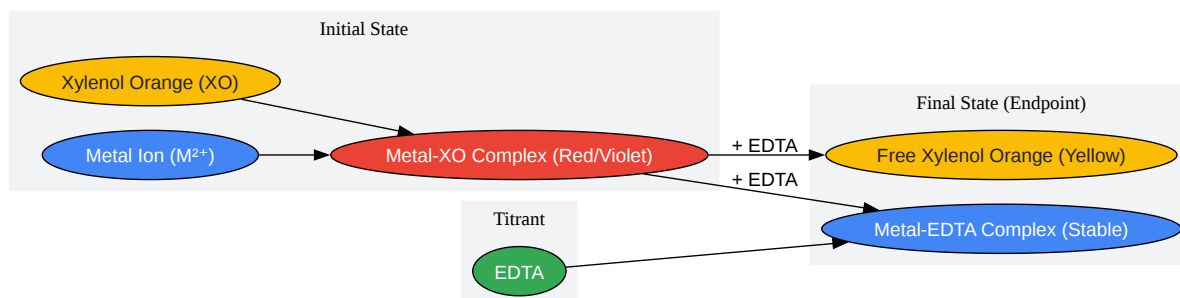 Initial State
Xylenol Orange (XO)
Metal Ion (M²⁺)
Metal-XO Complex (Red/Violet)
+ EDTA
+ EDTA
Final State (Endpoint)
Free Xylenol Orange (Yellow)
Metal-EDTA Complex (Stable)
Titrant
EDTA